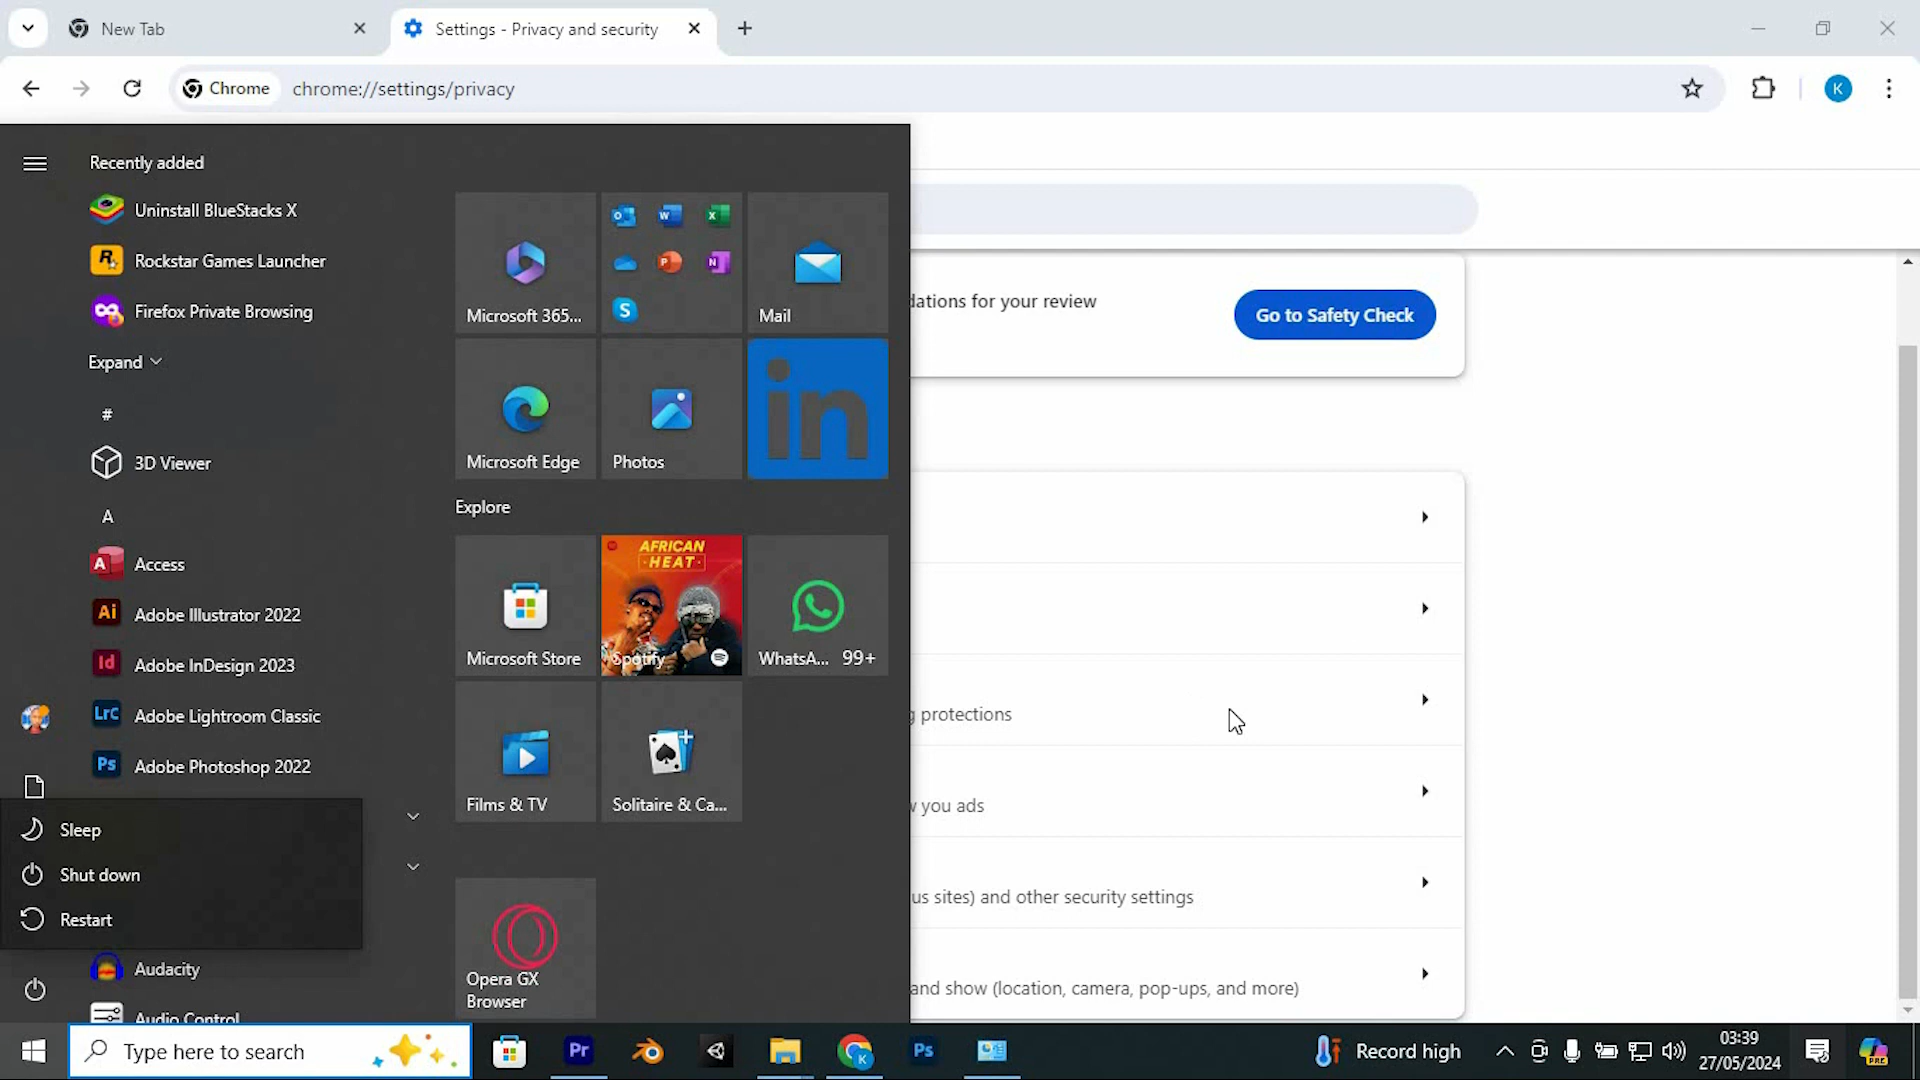 New Tab
Settings - Privacy and security
Chrome
chrome://settings/privacy
K
Recently added
Uninstall BlueStacks X
Rockstar Games Launcher
Firefox Private Browsing
Expand
#
3D Viewer
A
Access
Adobe Illustrator 2022
Adobe InDesign 2023
Adobe Lightroom Classic
Adobe Photoshop 2022
Sleep
Shut down
Restart
Audacity
Audio Control
Microsoft 365...
Mail
Microsoft Edge
Photos
in
Explore
Microsoft Store
AFRICAN
HEAT
Spotify
WhatsA... 99+
Films & TV
Solitaire & Ca...
Opera GX
Browser
dations for your review
Go to Safety Check
g protections
w you ads
us sites) and other security settings
and show (location, camera, pop-ups, and more)
Type here to search
Pr
K
Ps
Record high
03:39
27/05/2024
PRE